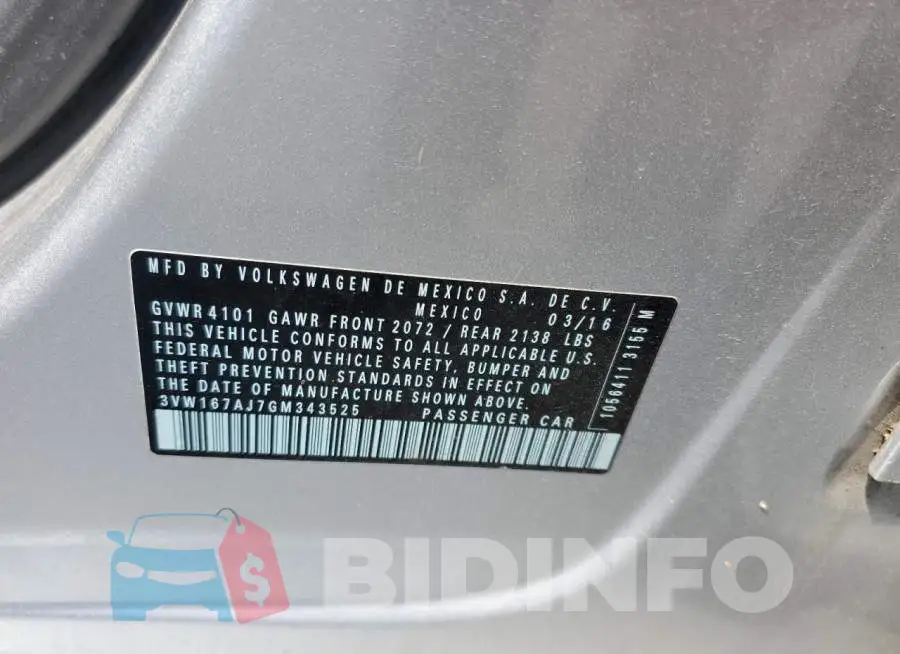 MFD BY VOLKSWAGEN DE MEXICO S.A. DE C.V.
MEXICO 03/16
GVWR 4101 GAWR FRONT 2072 / REAR 2138 LBS
THIS VEHICLE CONFORMS TO ALL APPLICABLE U.S.
FEDERAL MOTOR VEHICLE SAFETY, BUMPER AND
THEFT PREVENTION STANDARDS IN EFFECT ON
THE DATE OF MANUFACTURE SHOWN ABOVE.
3VW167AJ7GM343525 PASSENGER CAR
1056411 3155 M
$ BIDINFO